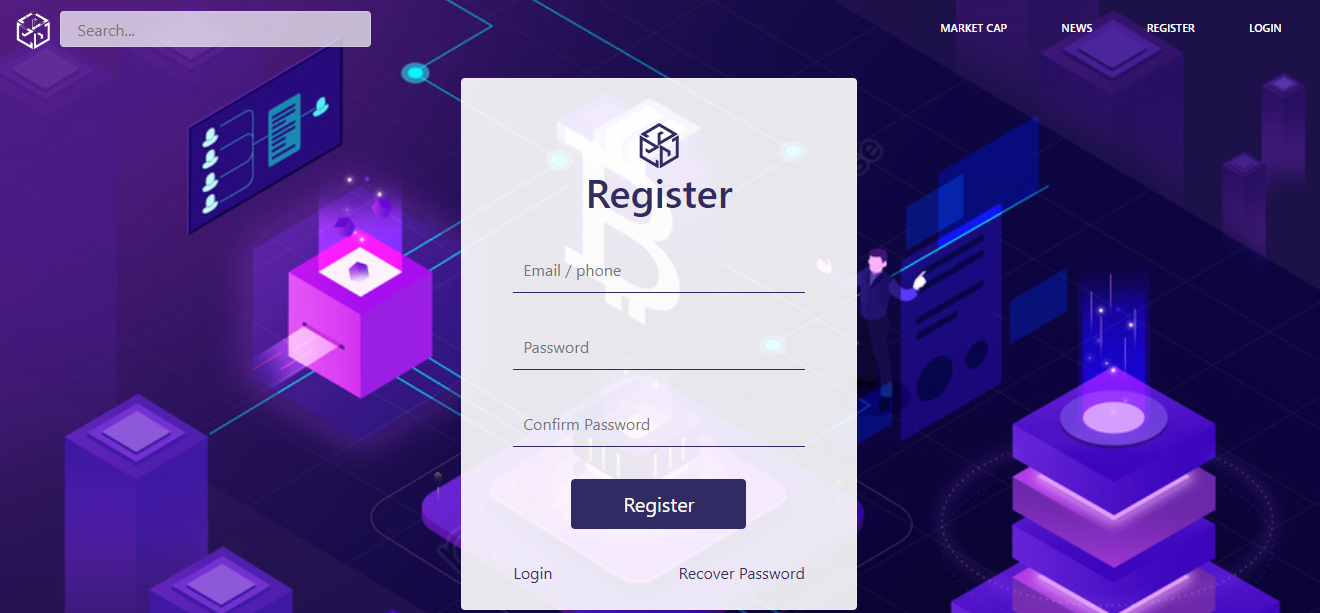 Search...
MARKET CAP
NEWS
REGISTER
LOGIN
Register
Email / phone
Password
Confirm Password
Register
Login
Recover Password